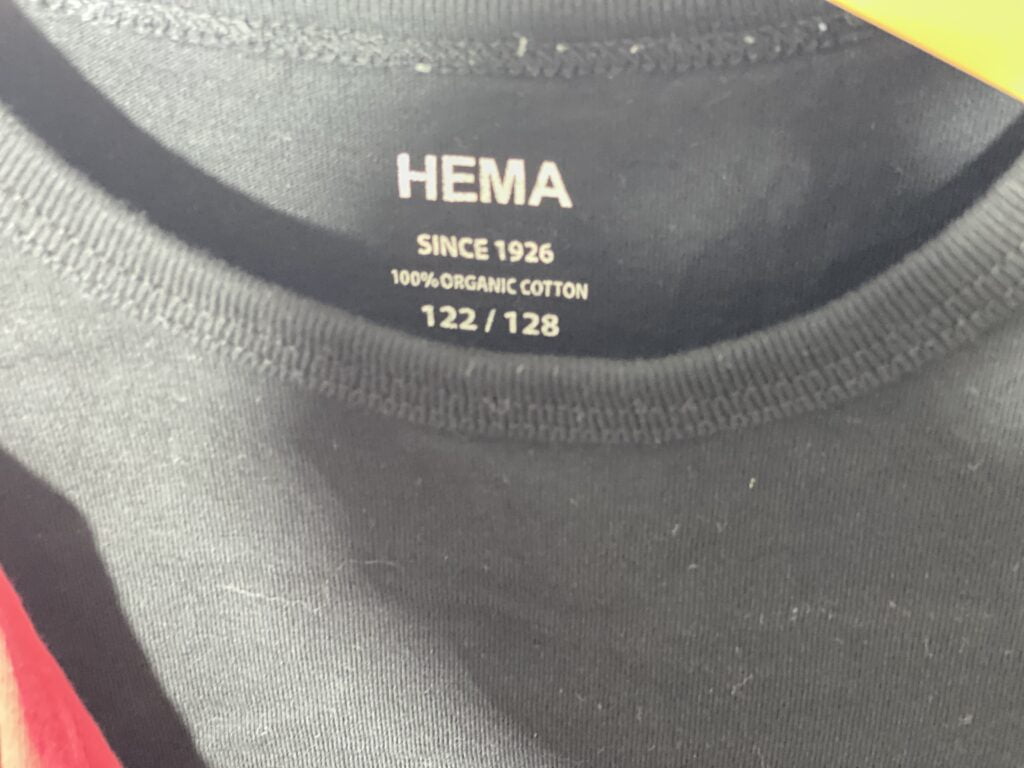 HEMA
SINCE 1926
100% ORGANIC COTTON
122 / 128